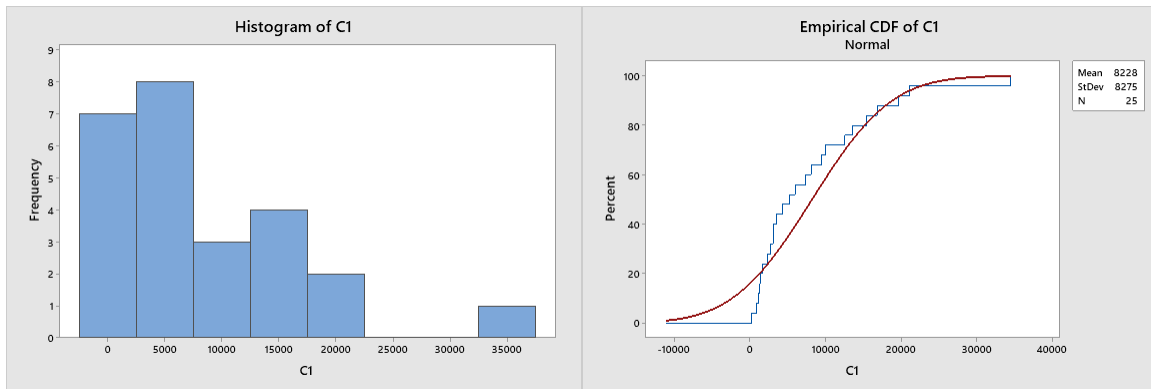 Histogram of C1
9
8
7
6
5
4
3
2
1
0
Frequency
0 5000 10000 15000 20000 25000 30000 35000
C1
Empirical CDF of C1
Normal
100
80
60
40
20
0
Percent
-10000 0 10000 20000 30000 40000
C1
Mean 8228
StDev 8275
N 25